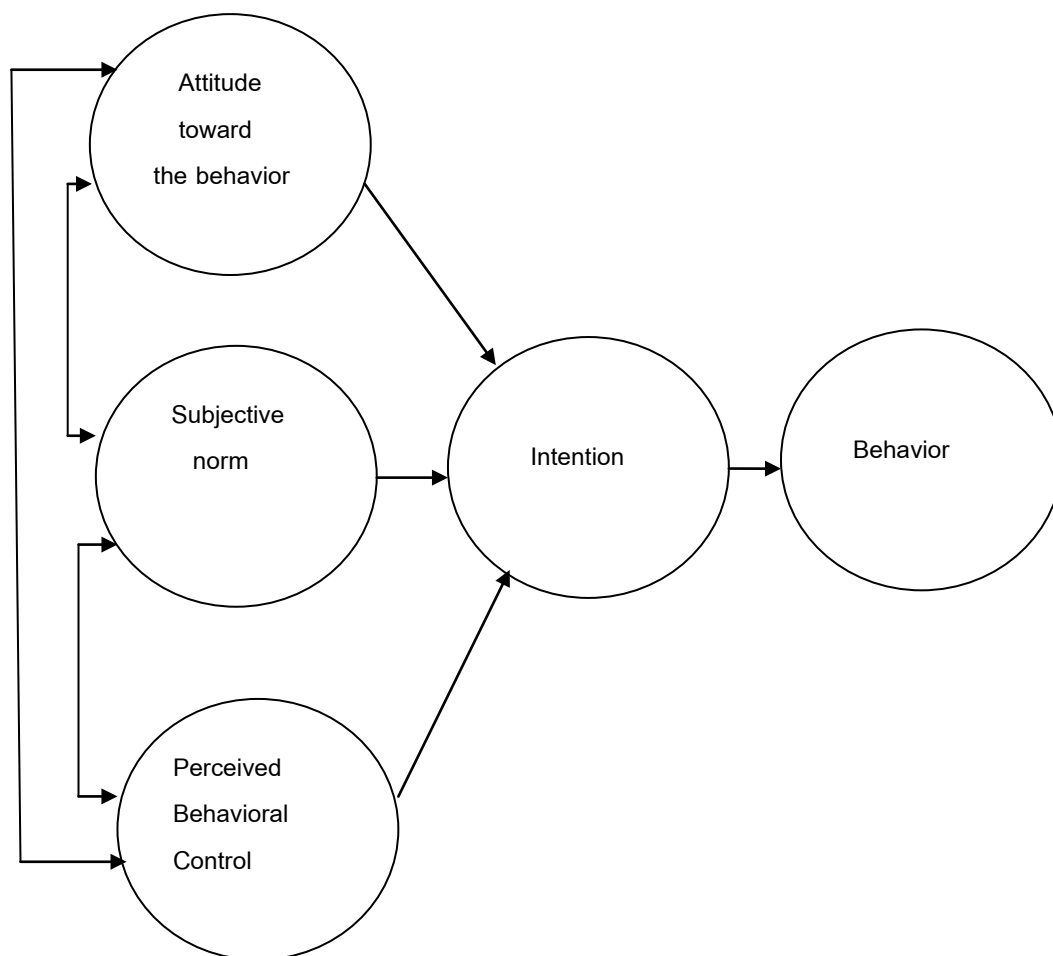 Attitude
toward
the behavior
Subjective
norm
Intention
Behavior
Perceived
Behavioral
Control